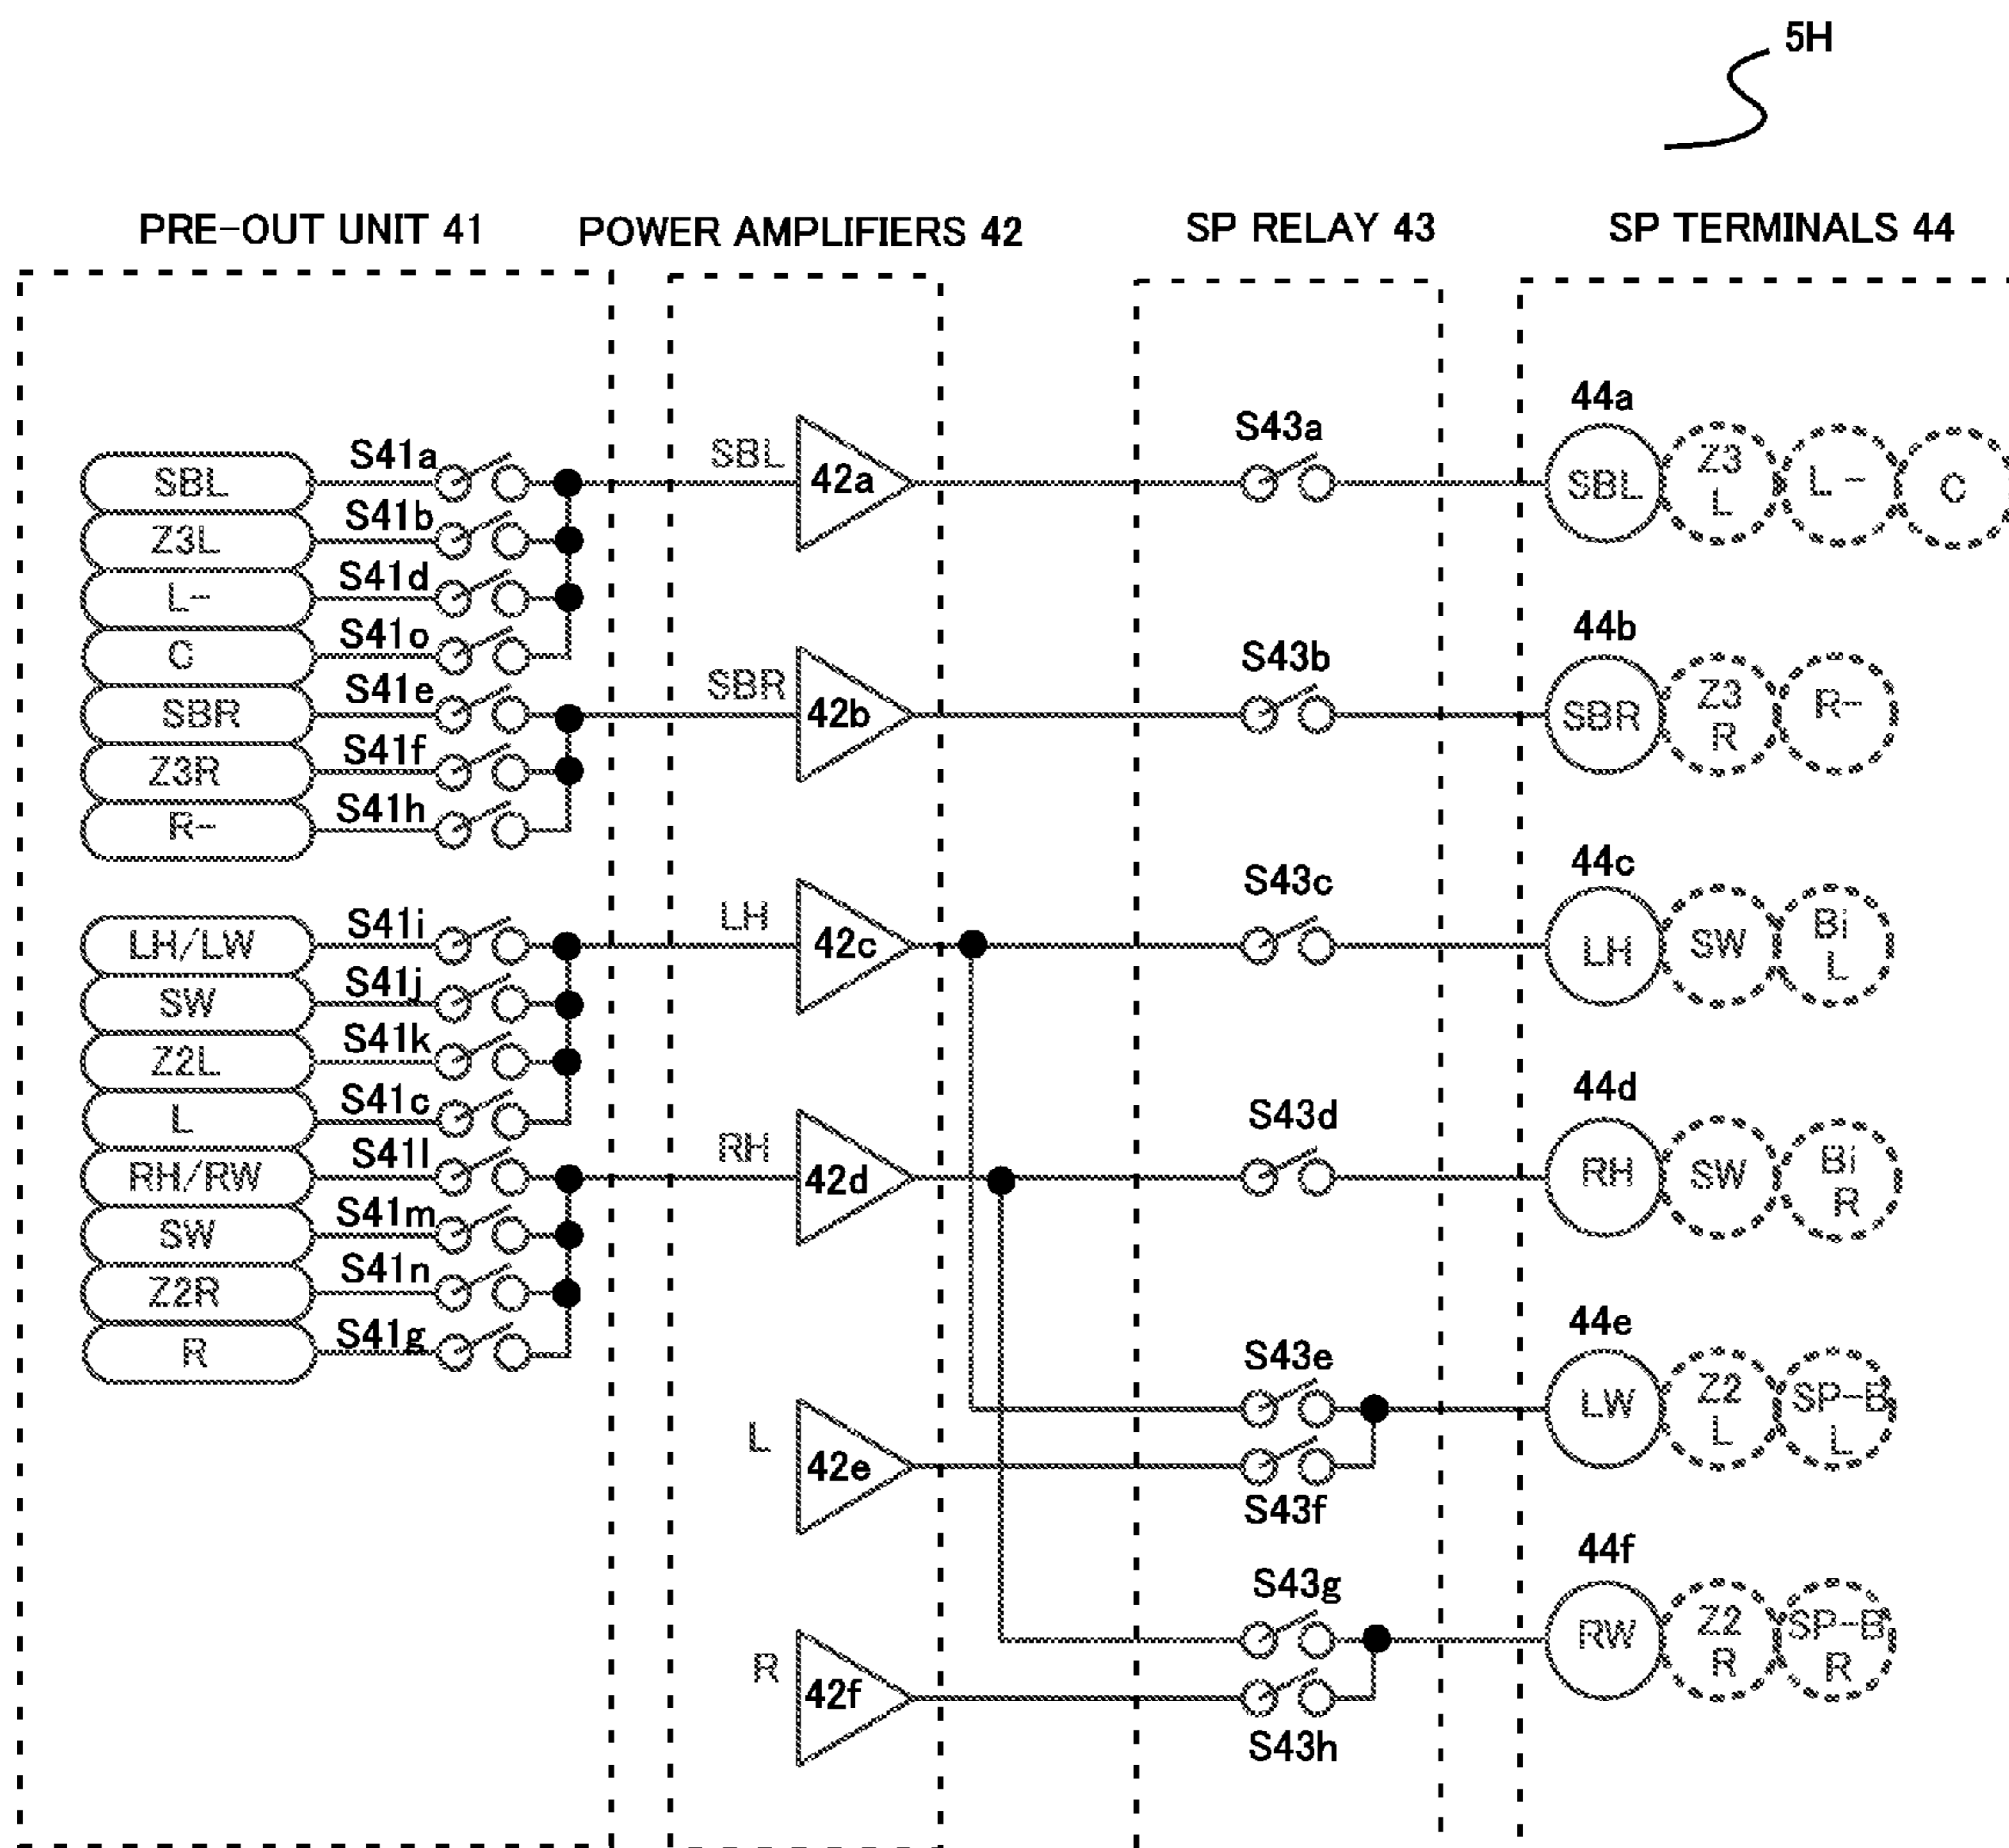 5H
PRE-OUT UNIT 41
POWER AMPLIFIERS 42
SP RELAY 43
SP TERMINALS 44
SBL
S41a
Z3L
S41b
L-
S41d
C
S41o
SBR
S41e
Z3R
S41f
R-
S41h
LH/LW
S41i
SW
S41j
Z2L
S41k
L
S41c
RH/RW
S41l
SW
S41m
Z2R
S41n
R
S41g
SBL
42a
SBR
42b
LH
42c
RH
42d
L
42e
R
42f
S43a
S43b
S43c
S43d
S43e
S43f
S43g
S43h
44a
SBL
Z3
L
L-
C
44b
SBR
Z3
R
R-
44c
LH
SW
Bi
L
44d
RH
SW
Bi
R
44e
LW
Z2
L
SP-B
L
44f
RW
Z2
R
SP-B
R